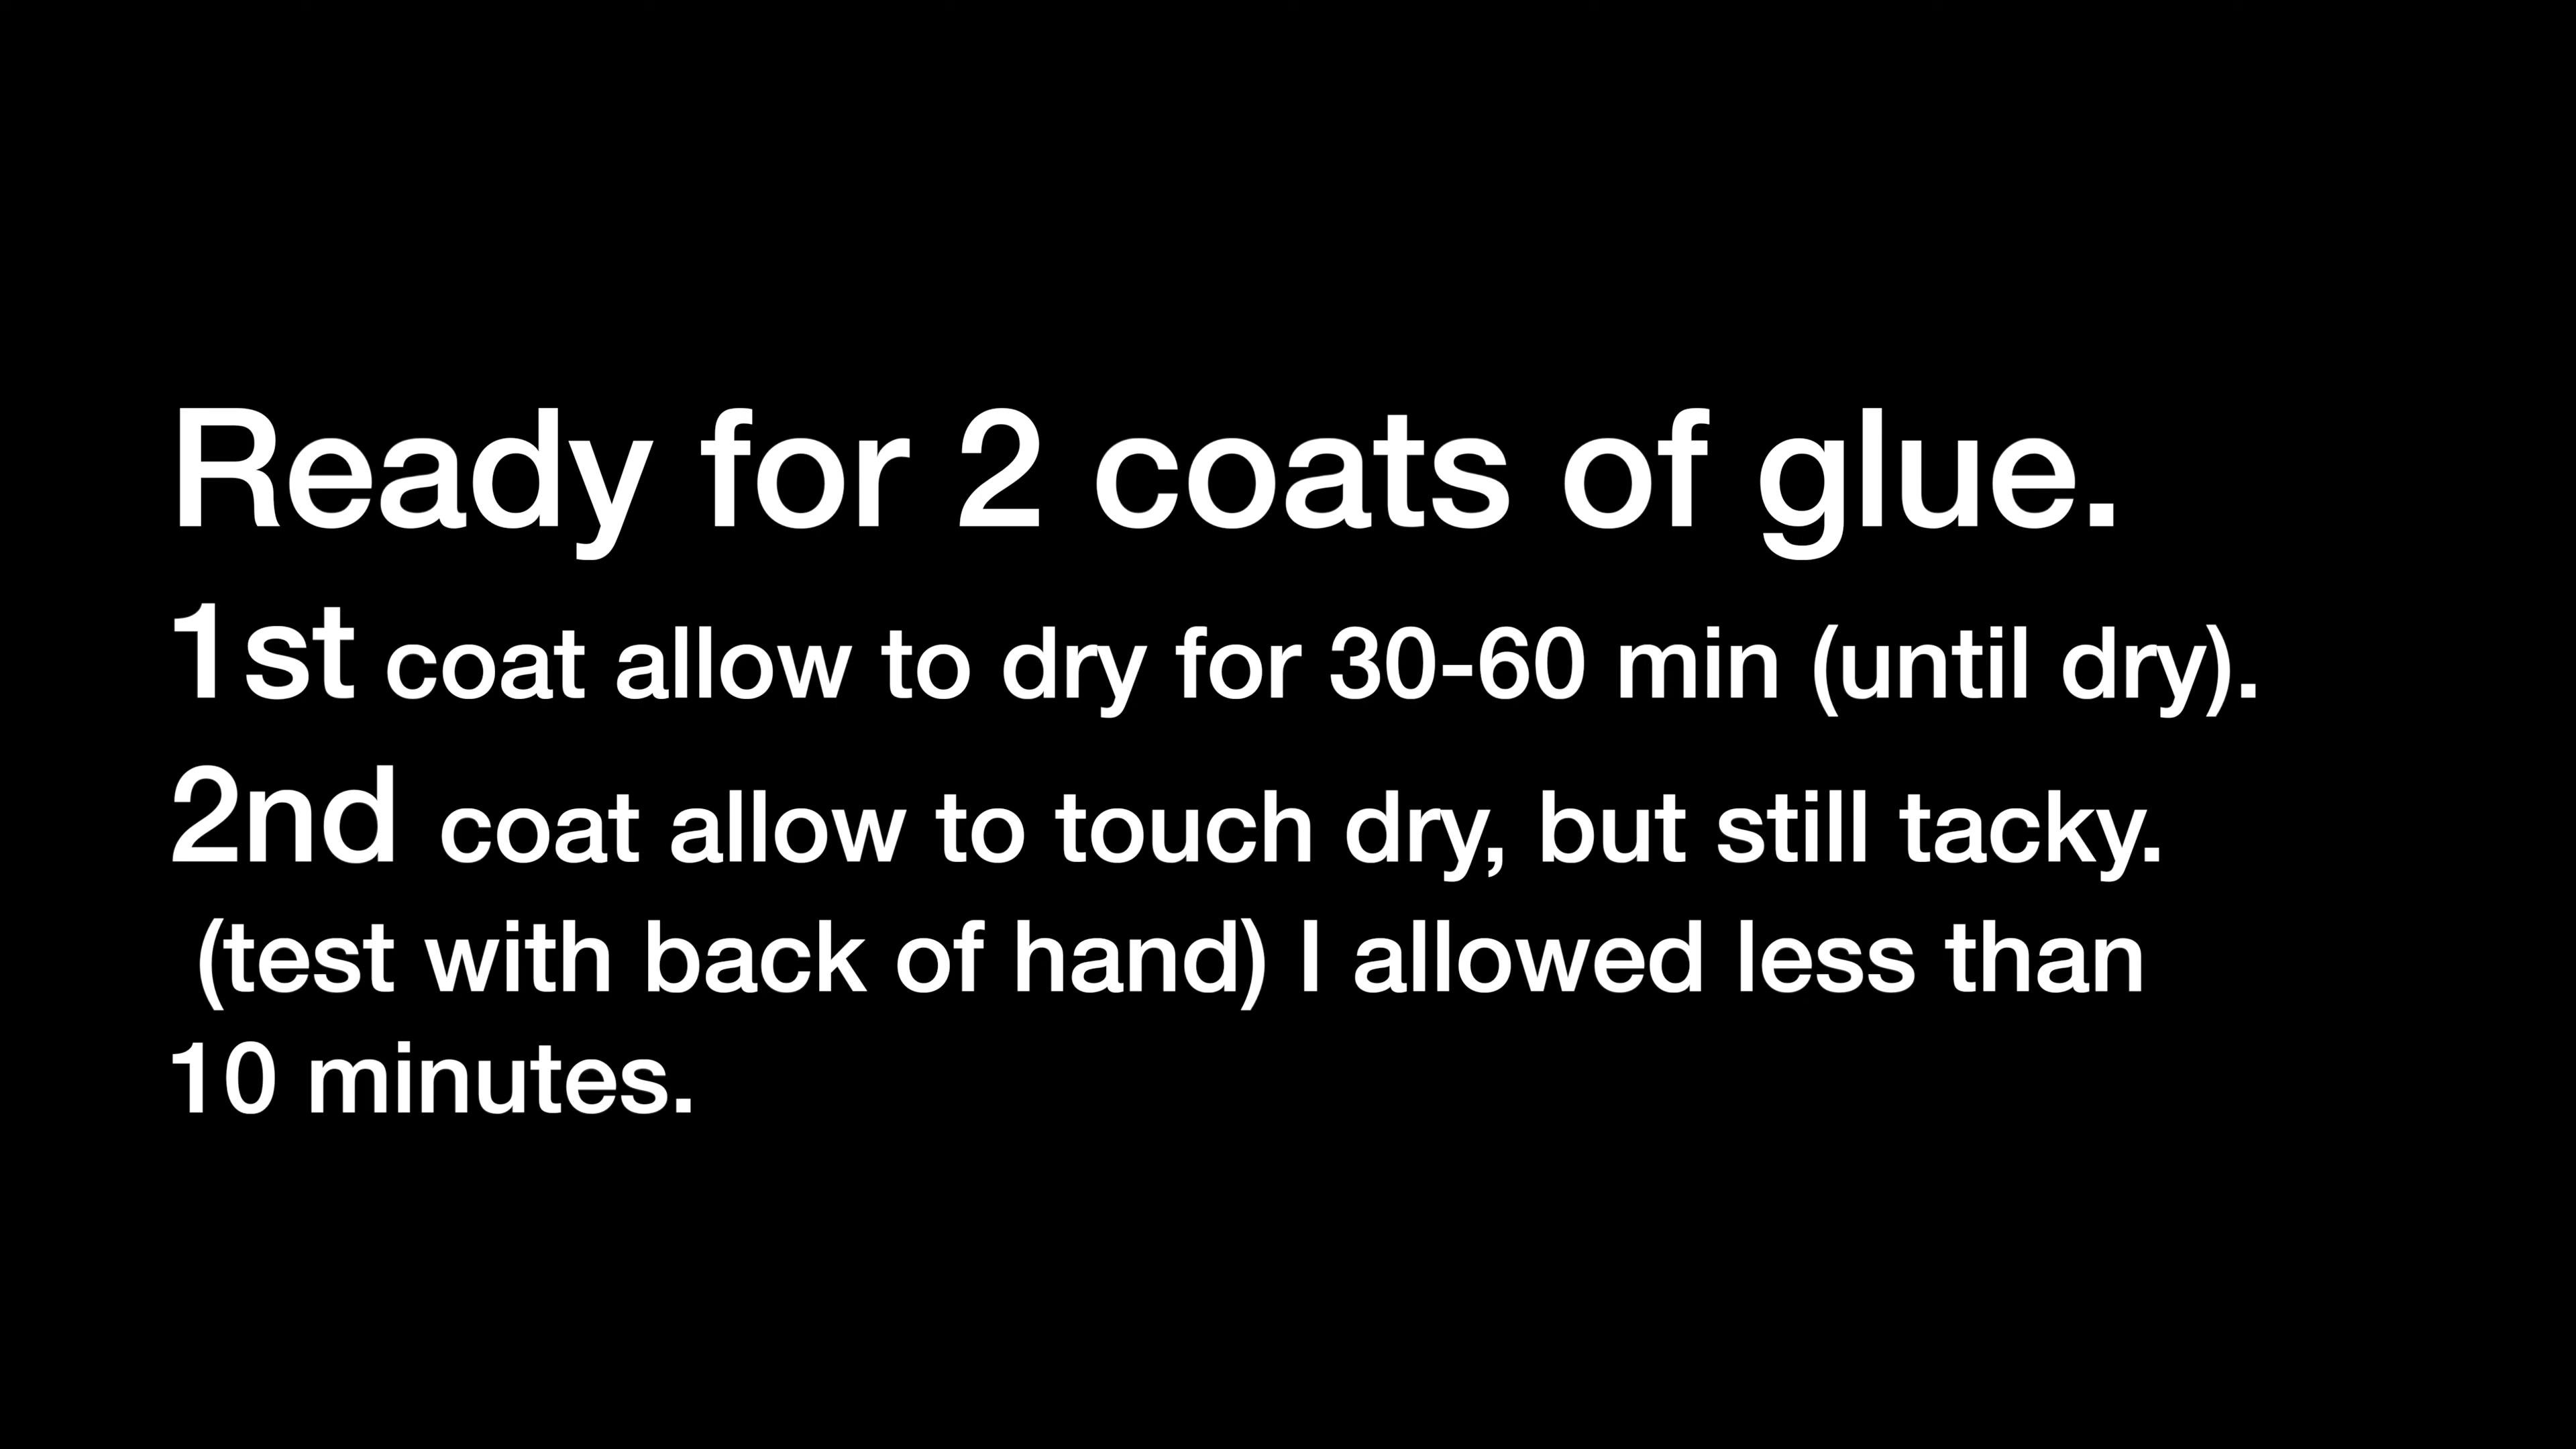 Ready for 2 coats of glue.
1st coat allow to dry for 30-60 min (until dry).
2nd coat allow to touch dry, but still tacky.
(test with back of hand) I allowed less than
10 minutes.